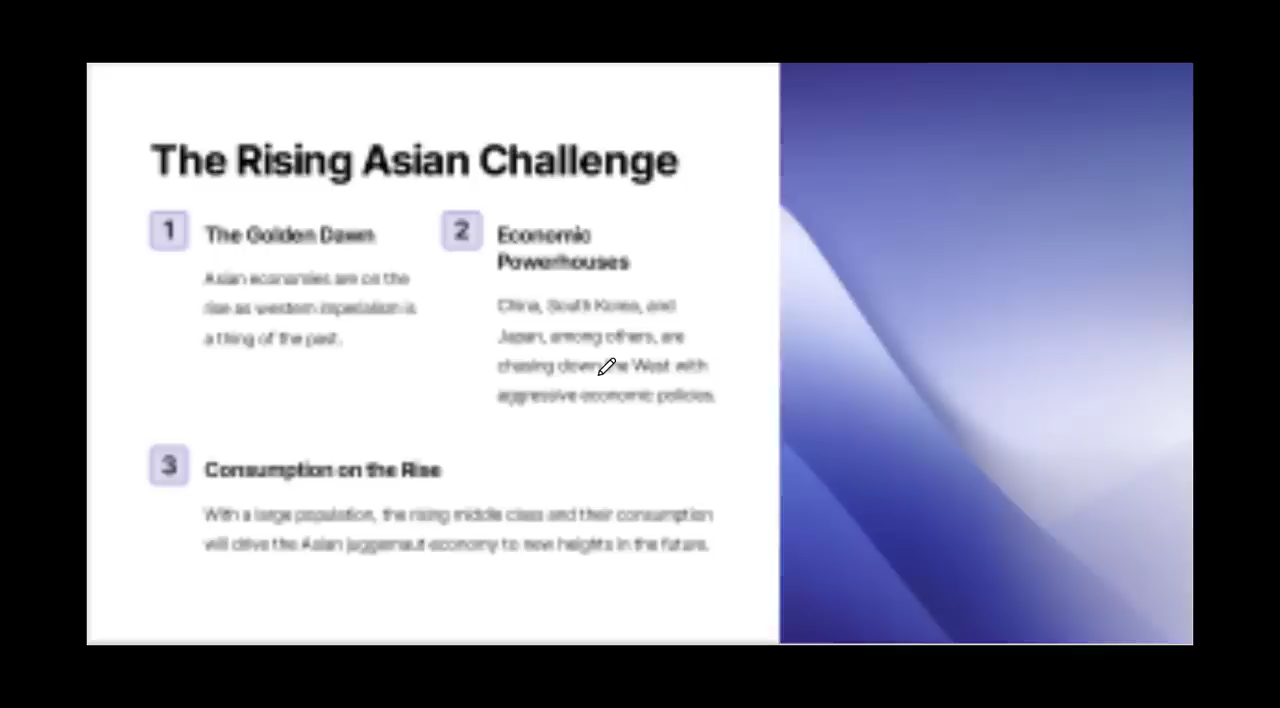 The Rising Asian Challenge
1
The Golden Dawn
Asian economies are on the
rise as western imperialism is
a thing of the past.
2
Economic
Powerhouses
China, South Korea, and
Japan, among others, are
chasing down the West with
aggressive economic policies.
3
Consumption on the Rise
With a large population, the rising middle class and their consumption
will drive the Asian juggernaut economy to new heights in the future.